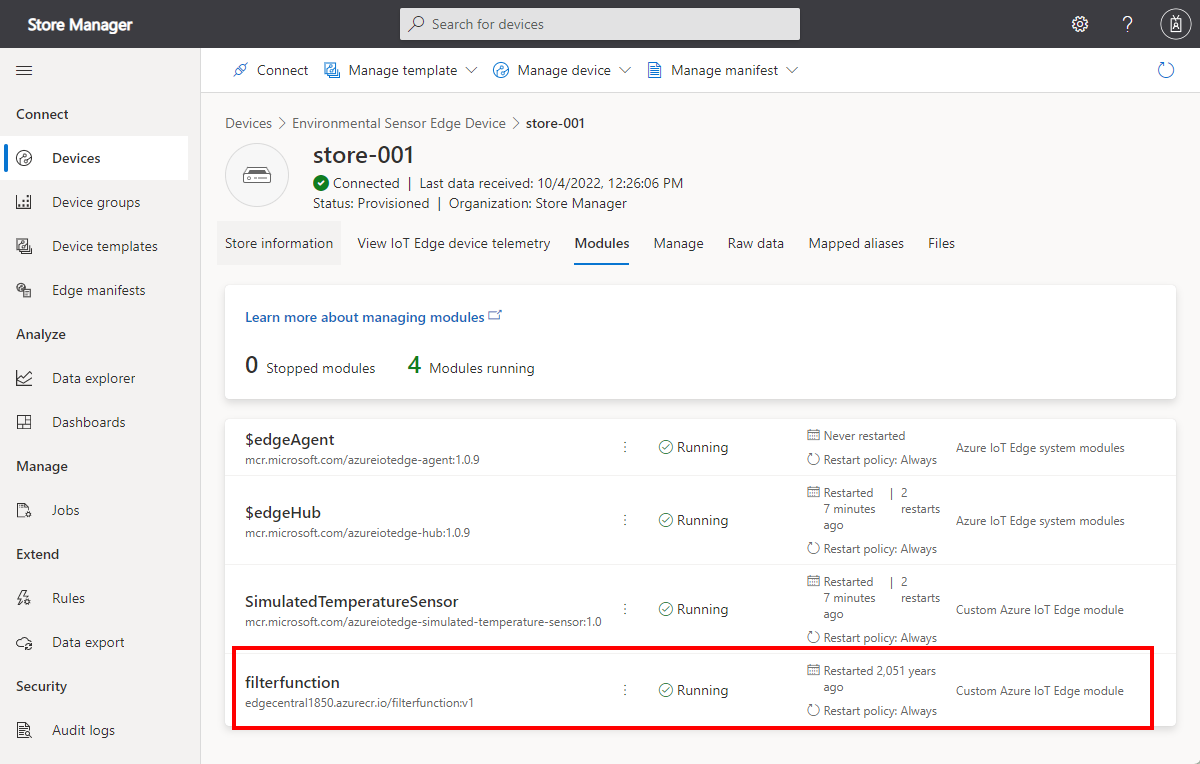 Store Manager
Search for devices
?
Connect
Manage template
Manage device
Manage manifest
Connect
Devices
Device groups
Device templates
Edge manifests
Analyze
Data explorer
Dashboards
Manage
Jobs
Extend
Rules
Data export
Security
Audit logs
Devices > Environmental Sensor Edge Device > store-001
store-001
Connected | Last data received: 10/4/2022, 12:26:06 PM
Status: Provisioned | Organization: Store Manager
Store information View IoT Edge device telemetry Modules Manage Raw data Mapped aliases Files
Learn more about managing modules
0 Stopped modules 4 Modules running
$edgeAgent
mcr.microsoft.com/azureiotedge-agent:1.0.9
Running
Never restarted
Restart policy: Always
Azure IoT Edge system modules
$edgeHub
mcr.microsoft.com/azureiotedge-hub:1.0.9
Running
Restarted | 2
7 minutes restarts
ago
Restart policy: Always
Azure IoT Edge system modules
SimulatedTemperatureSensor
mcr.microsoft.com/azureiotedge-simulated-temperature-sensor:1.0
Running
Restarted | 2
7 minutes restarts
ago
Restart policy: Always
Custom Azure IoT Edge module
filterfunction
edgecentral1850.azurecr.io/filterfunction:v1
Running
Restarted 2,051 years
ago
Restart policy: Always
Custom Azure IoT Edge module